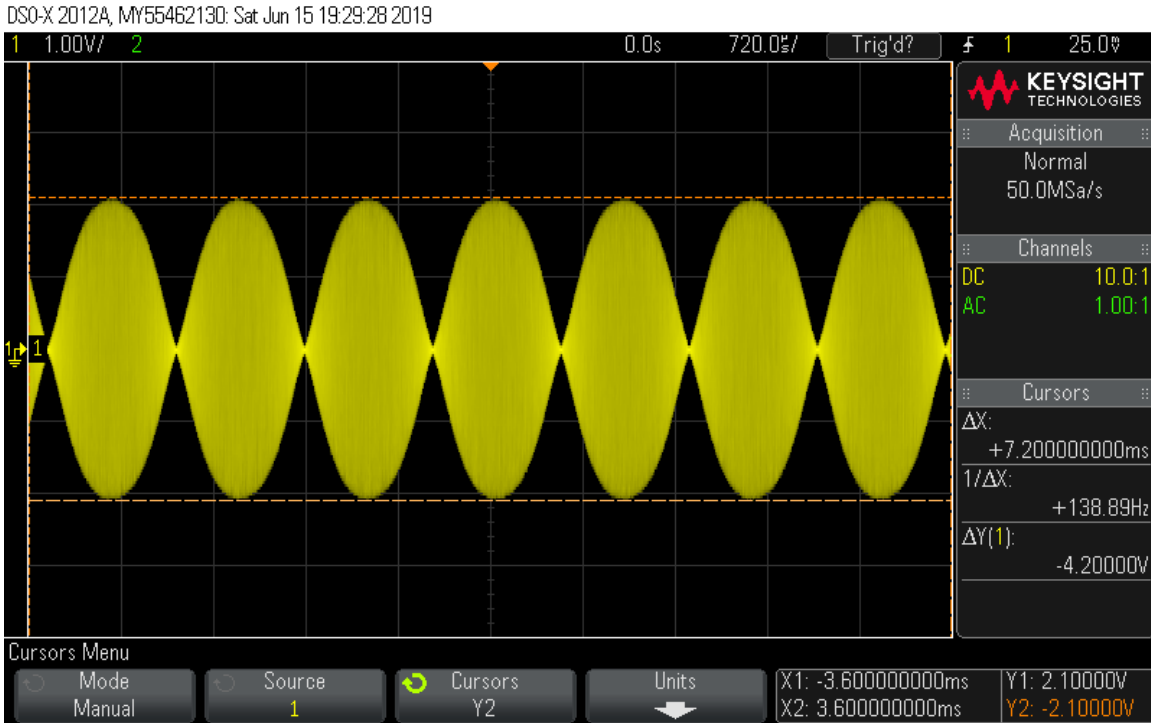 DSO-X 2012A, MY55462130: Sat Jun 15 19:29:28 2019
1 1.00V/ 2 0.0s 720.0µs/ Trig'd? 1 25.0V
KEYSIGHT
TECHNOLOGIES
Acquisition
Normal
50.0MSa/s
Channels
DC 10.0:1
AC 1.00:1
1 1
Cursors
ΔX:
+7.200000000ms
1/ΔX:
+138.89Hz
ΔY(1):
-4.20000V
Cursors Menu
Mode
Manual
Source
1
Cursors
Y2
Units
X1: -3.600000000ms
X2: 3.600000000ms
Y1: 2.10000V
Y2: -2.10000V